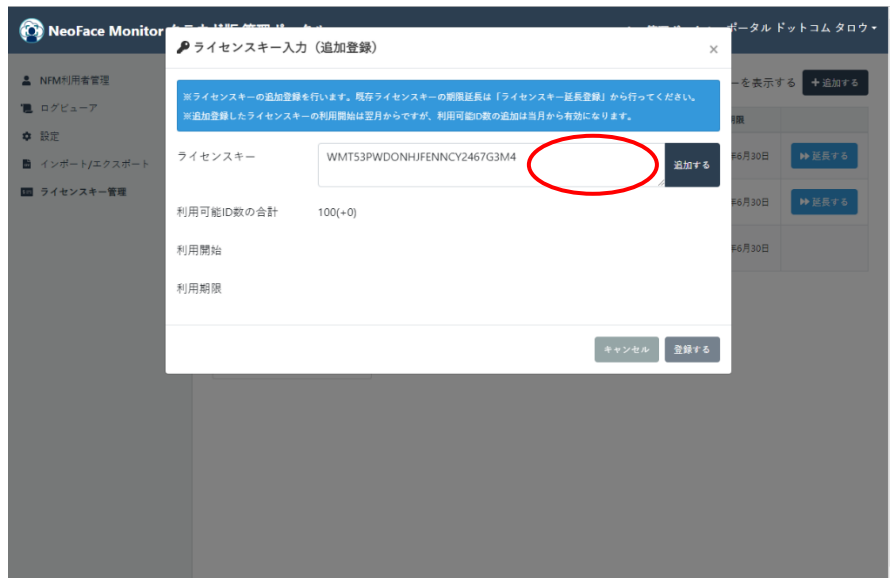 NeoFace Monitor
ポータル ドットコム タロウ
ライセンスキー入力（追加登録）
×
NFM利用者管理
ログビューア
設定
インポート/エクスポート
ライセンスキー管理
ーを表示する
+追加する
※ライセンスキーの追加登録を行います。既存ライセンスキーの期限延長は「ライセンスキー延長登録」から行ってください。
※追加登録したライセンスキーの利用開始は翌月からですが、利用可能ID数の追加は当月から有効になります。
期限
ライセンスキー
WMT53PWDONHJFENNCY2467G3M4
追加する
年6月30日
延長する
利用可能ID数の合計
100(+0)
年6月30日
延長する
利用開始
年6月30日
利用期限
キャンセル
登録する